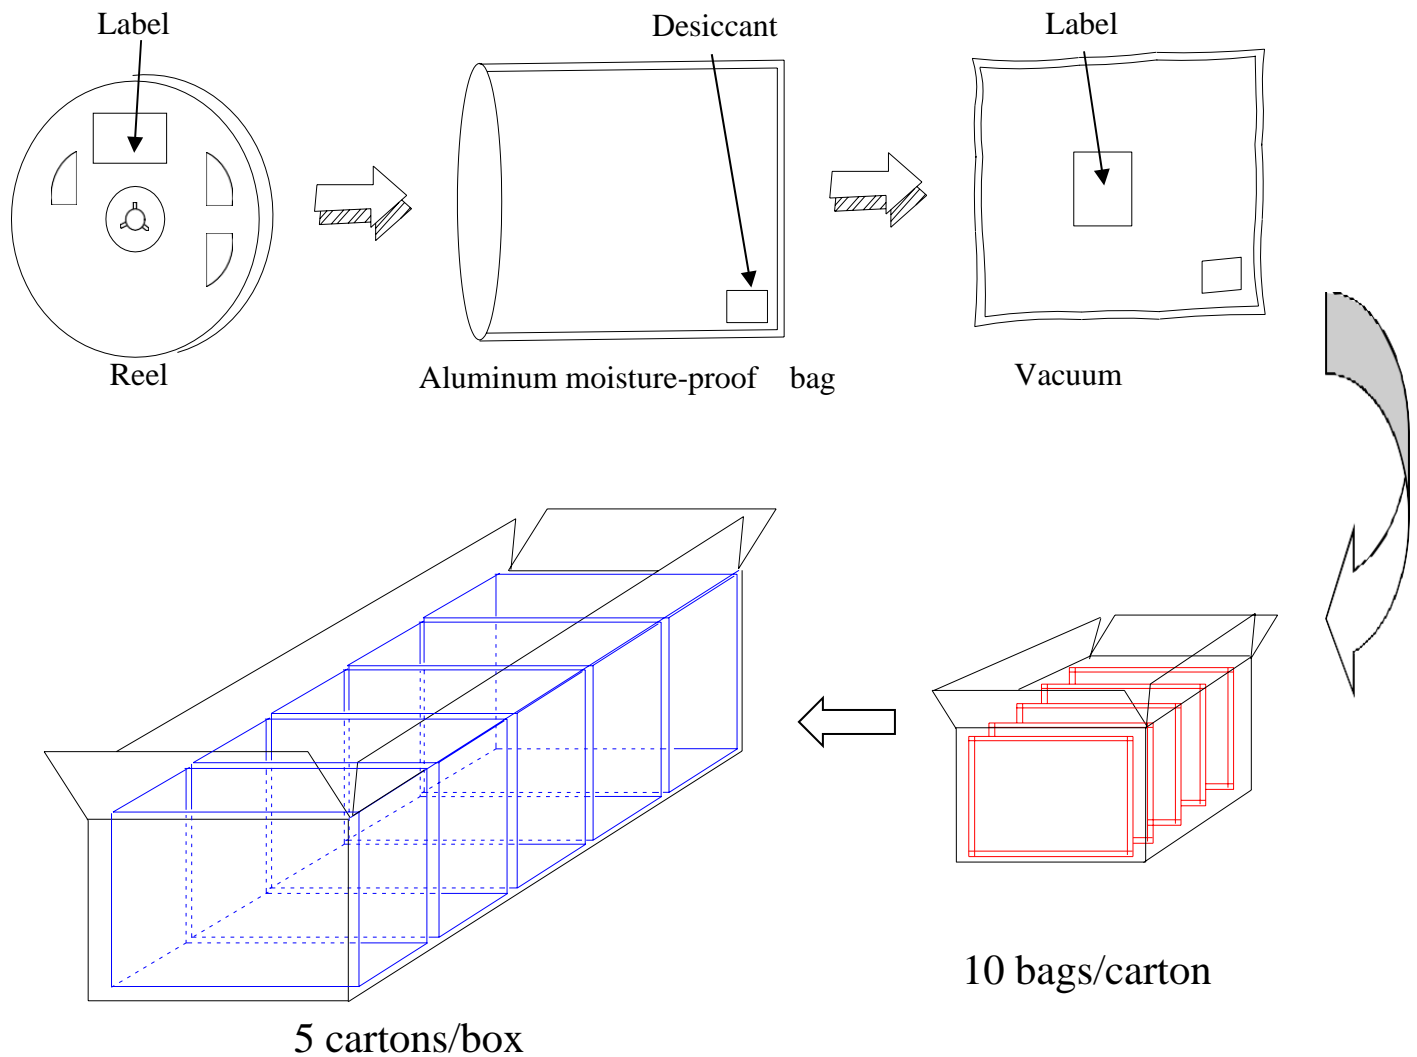 Label
Desiccant
Label
Reel
Aluminum moisture-proof bag
Vacuum
10 bags/carton
5 cartons/box